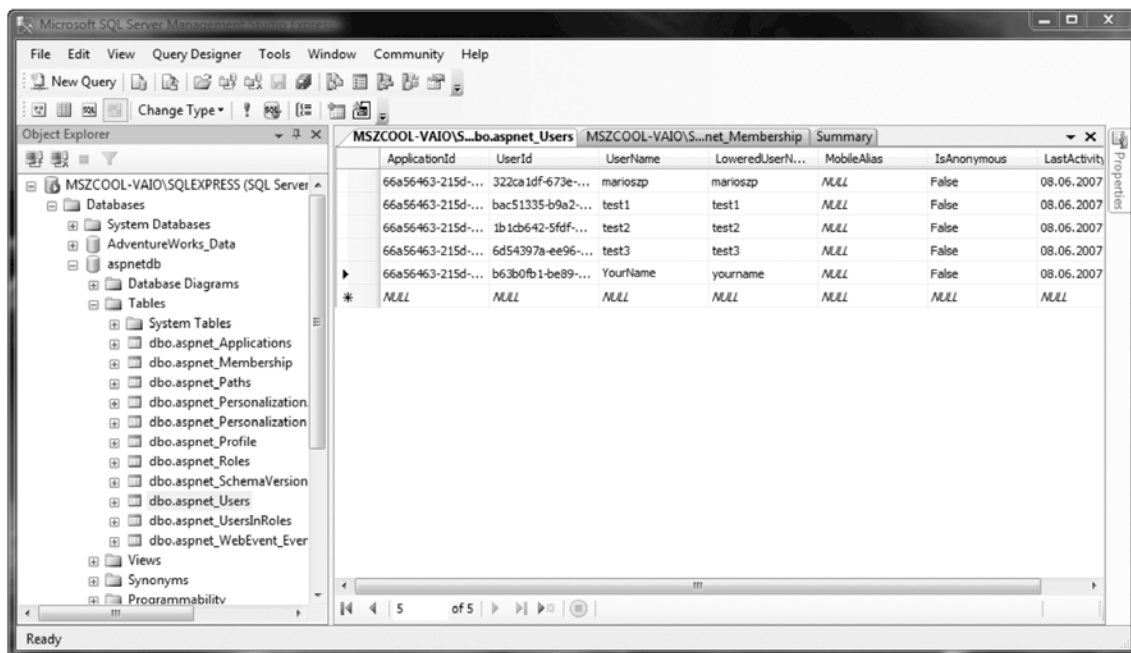 Microsoft SQL Server Management Studio Express
File Edit View Query Designer Tools Window Community Help
New Query
Change Type
Object Explorer
MSZCOOL-VAIO\S...bo.aspnet_Users MSZCOOL-VAIO\S...net_Membership Summary
Properties
MSZCOOL-VAIO\SQLEXPRESS (SQL Server
Databases
System Databases
AdventureWorks_Data
aspnetdb
Database Diagrams
Tables
System Tables
dbo.aspnet_Applications
dbo.aspnet_Membership
dbo.aspnet_Paths
dbo.aspnet_Personalization.
dbo.aspnet_Personalization
dbo.aspnet_Profile
dbo.aspnet_Roles
dbo.aspnet_SchemaVersion
dbo.aspnet_Users
dbo.aspnet_UsersInRoles
dbo.aspnet_WebEvent_Ever
Views
Synonyms
Programmability
ApplicationId UserId UserName LoweredUserN... MobileAlias IsAnonymous LastActivity
66a56463-215d-... 322ca1df-673e-... marioszp marioszp NULL False 08.06.2007
66a56463-215d-... bac51335-b9a2-... test1 test1 NULL False 08.06.2007
66a56463-215d-... 1b1cb642-5fdf-... test2 test2 NULL False 08.06.2007
66a56463-215d-... 6d54397a-ee96-... test3 test3 NULL False 08.06.2007
66a56463-215d-... b63b0fb1-be89-... YourName yourname NULL False 08.06.2007
NULL NULL NULL NULL NULL NULL NULL
5 of 5
Ready